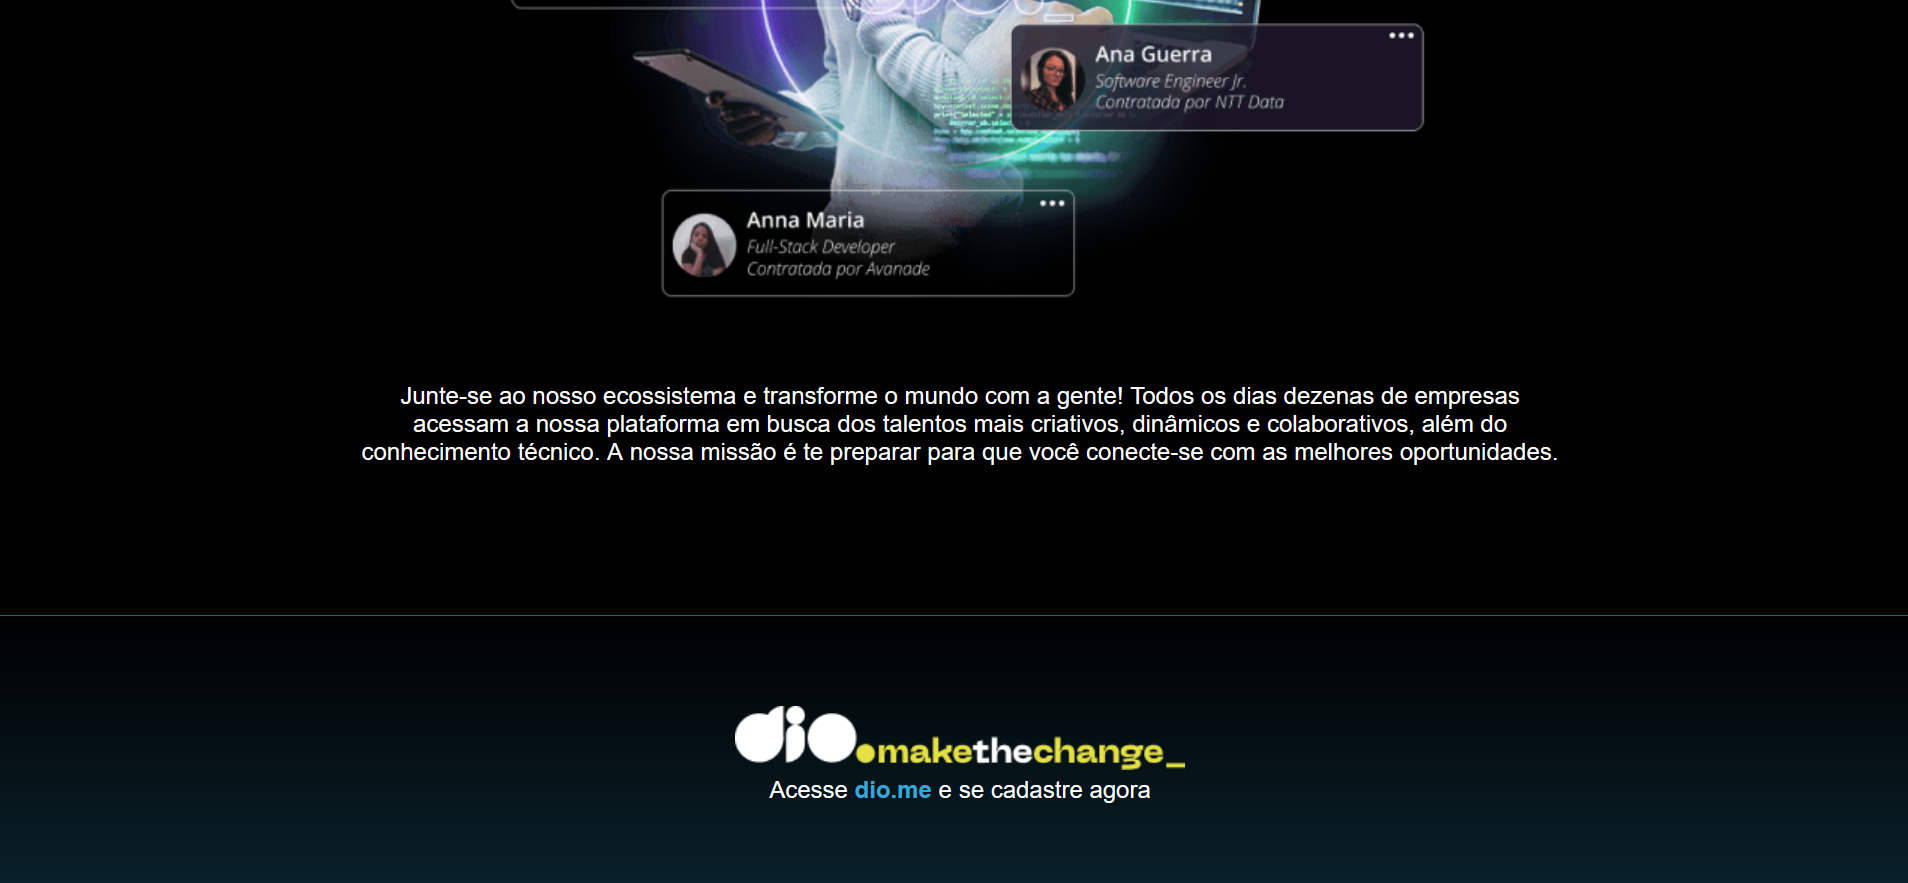 Ana Guerra
Software Engineer Jr.
Contratada por NTT Data
Anna Maria
Full-Stack Developer
Contratada por Avanade
Junte-se ao nosso ecossistema e transforme o mundo com a gente! Todos os dias dezenas de empresas
acessam a nossa plataforma em busca dos talentos mais criativos, dinâmicos e colaborativos, além do
conhecimento técnico. A nossa missão é te preparar para que você conecte-se com as melhores oportunidades.
dio.makethechange_
Acesse dio.me e se cadastre agora